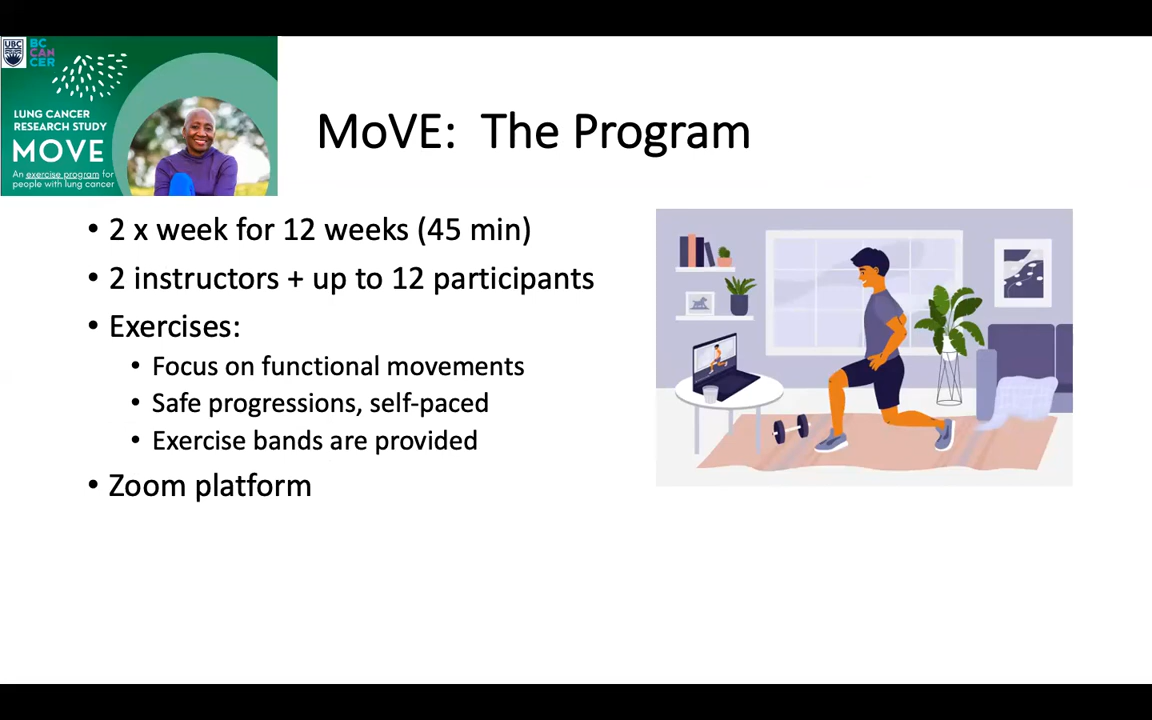 UBC
BC
CAN
CER
LUNG CANCER
RESEARCH STUDY
MOVE
An exercise program for
people with lung cancer
MoVE: The Program
• 2 x week for 12 weeks (45 min)
• 2 instructors + up to 12 participants
• Exercises:
• Focus on functional movements
• Safe progressions, self-paced
• Exercise bands are provided
• Zoom platform